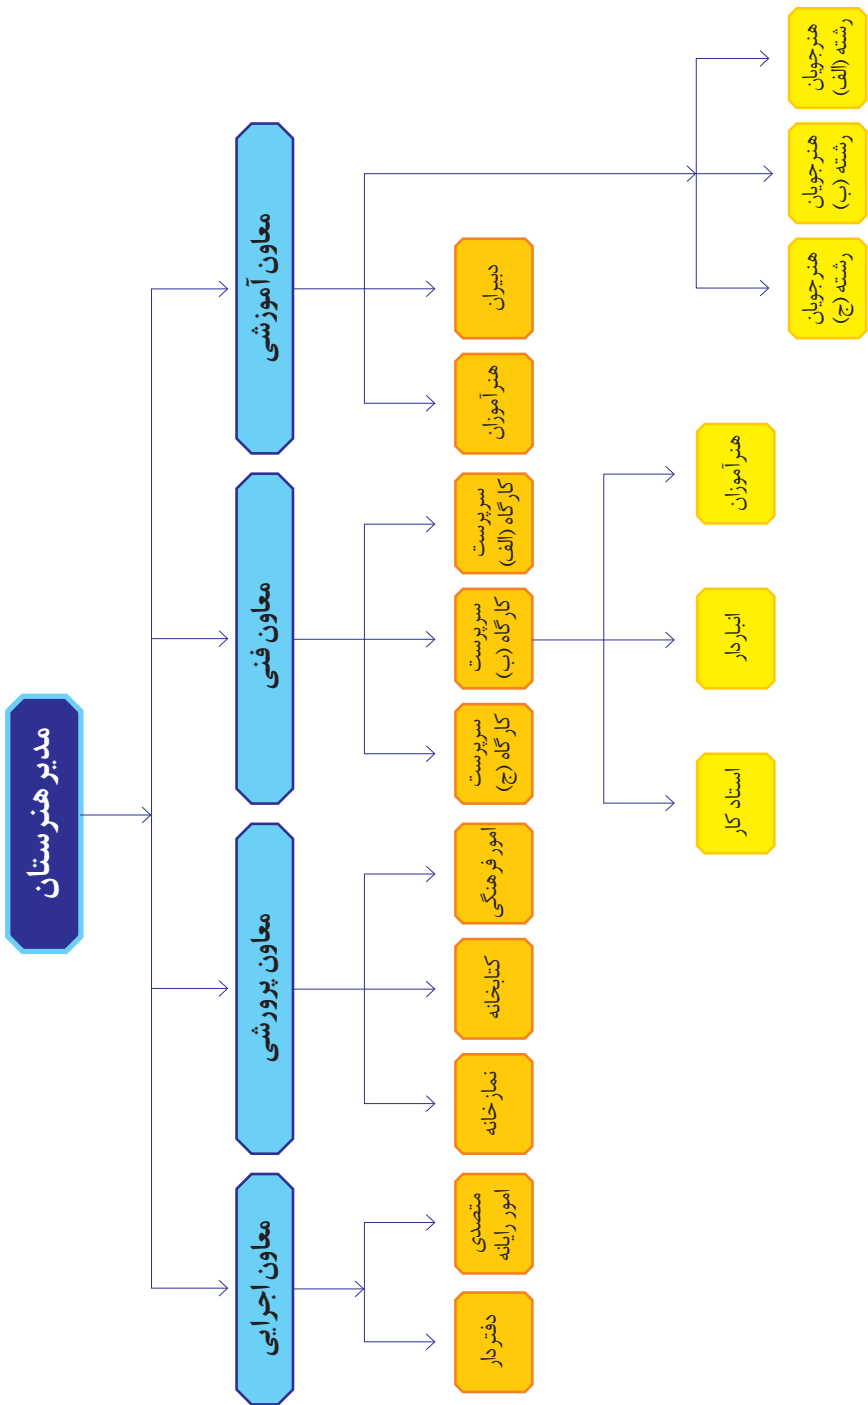 مدیر هنرستان
معاون آموزشی
معاون فنی
معاون پرورشی
معاون اجرایی
دبیران
هنرآموزان
سرپرست
کارگاه (الف)
سرپرست
کارگاه (ب)
سرپرست
کارگاه (ج)
امور فرهنگی
کتابخانه
نمازخانه
متصدی
امور رایانه
دفتردار
هنرآموزان
انباردار
استاد کار
هنرجویان
رشته (الف)
هنرجویان
رشته (ب)
هنرجویان
رشته (ج)